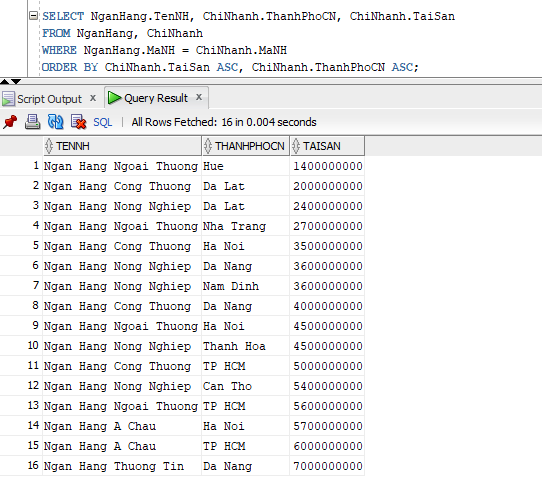 SELECT NganHang.TenNH, ChiNhanh.ThanhPhoCN, ChiNhanh.TaiSan
FROM NganHang, ChiNhanh
WHERE NganHang.MaNH = ChiNhanh.MaNH
ORDER BY ChiNhanh.TaiSan ASC, ChiNhanh.ThanhPhoCN ASC;
Script Output x Query Result x
SQL | All Rows Fetched: 16 in 0.004 seconds
TENNH THANHPHOCN TAISAN
1 Ngan Hang Ngoai Thuong Hue 1400000000
2 Ngan Hang Cong Thuong Da Lat 2000000000
3 Ngan Hang Nong Nghiep Da Lat 2400000000
4 Ngan Hang Ngoai Thuong Nha Trang 2700000000
5 Ngan Hang Cong Thuong Ha Noi 3500000000
6 Ngan Hang Nong Nghiep Da Nang 3600000000
7 Ngan Hang Nong Nghiep Nam Dinh 3600000000
8 Ngan Hang Cong Thuong Da Nang 4000000000
9 Ngan Hang Ngoai Thuong Ha Noi 4500000000
10 Ngan Hang Nong Nghiep Thanh Hoa 4500000000
11 Ngan Hang Cong Thuong TP HCM 5000000000
12 Ngan Hang Nong Nghiep Can Tho 5400000000
13 Ngan Hang Ngoai Thuong TP HCM 5600000000
14 Ngan Hang A Chau Ha Noi 5700000000
15 Ngan Hang A Chau TP HCM 6000000000
16 Ngan Hang Thuong Tin Da Nang 7000000000